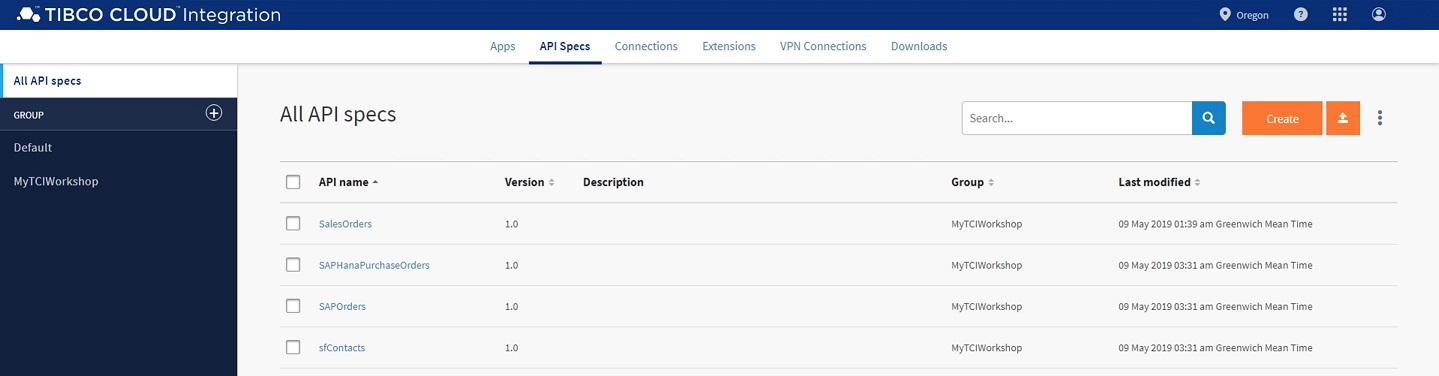 TIBCO CLOUD™ Integration
Oregon
?
Apps API Specs Connections Extensions VPN Connections Downloads
All API specs
GROUP
Default
MyTCIWorkshop
All API specs
Search...
Create
API name Version Description Group Last modified
SalesOrders 1.0 MyTCIWorkshop 09 May 2019 01:39 am Greenwich Mean Time
SAPHanaPurchaseOrders 1.0 MyTCIWorkshop 09 May 2019 03:31 am Greenwich Mean Time
SAPOrders 1.0 MyTCIWorkshop 09 May 2019 03:31 am Greenwich Mean Time
sfContacts 1.0 MyTCIWorkshop 09 May 2019 03:31 am Greenwich Mean Time